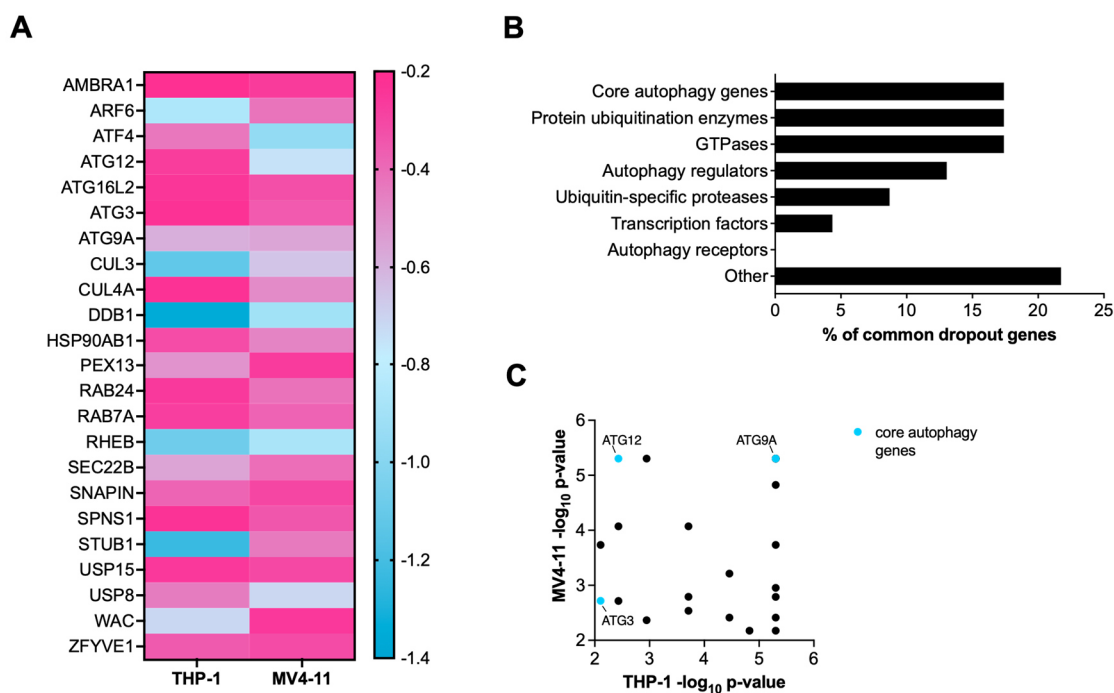 A
AMBRA1
ARF6
ATF4
ATG12
ATG16L2
ATG3
ATG9A
CUL3
CUL4A
DDB1
HSP90AB1
PEX13
RAB24
RAB7A
RHEB
SEC22B
SNAPIN
SPNS1
STUB1
USP15
USP8
WAC
ZFYVE1
THP-1 MV4-11
-0.2
-0.4
-0.6
-0.8
-1.0
-1.2
-1.4
B
Core autophagy genes
Protein ubiquitination enzymes
GTPases
Autophagy regulators
Ubiquitin-specific proteases
Transcription factors
Autophagy receptors
Other
0 5 10 15 20 25
% of common dropout genes
C
MV4-11 -log10 p-value
6
5
4
3
2
ATG12 ATG9A
ATG3
2 3 4 5 6
THP-1 -log10 p-value
core autophagy
genes